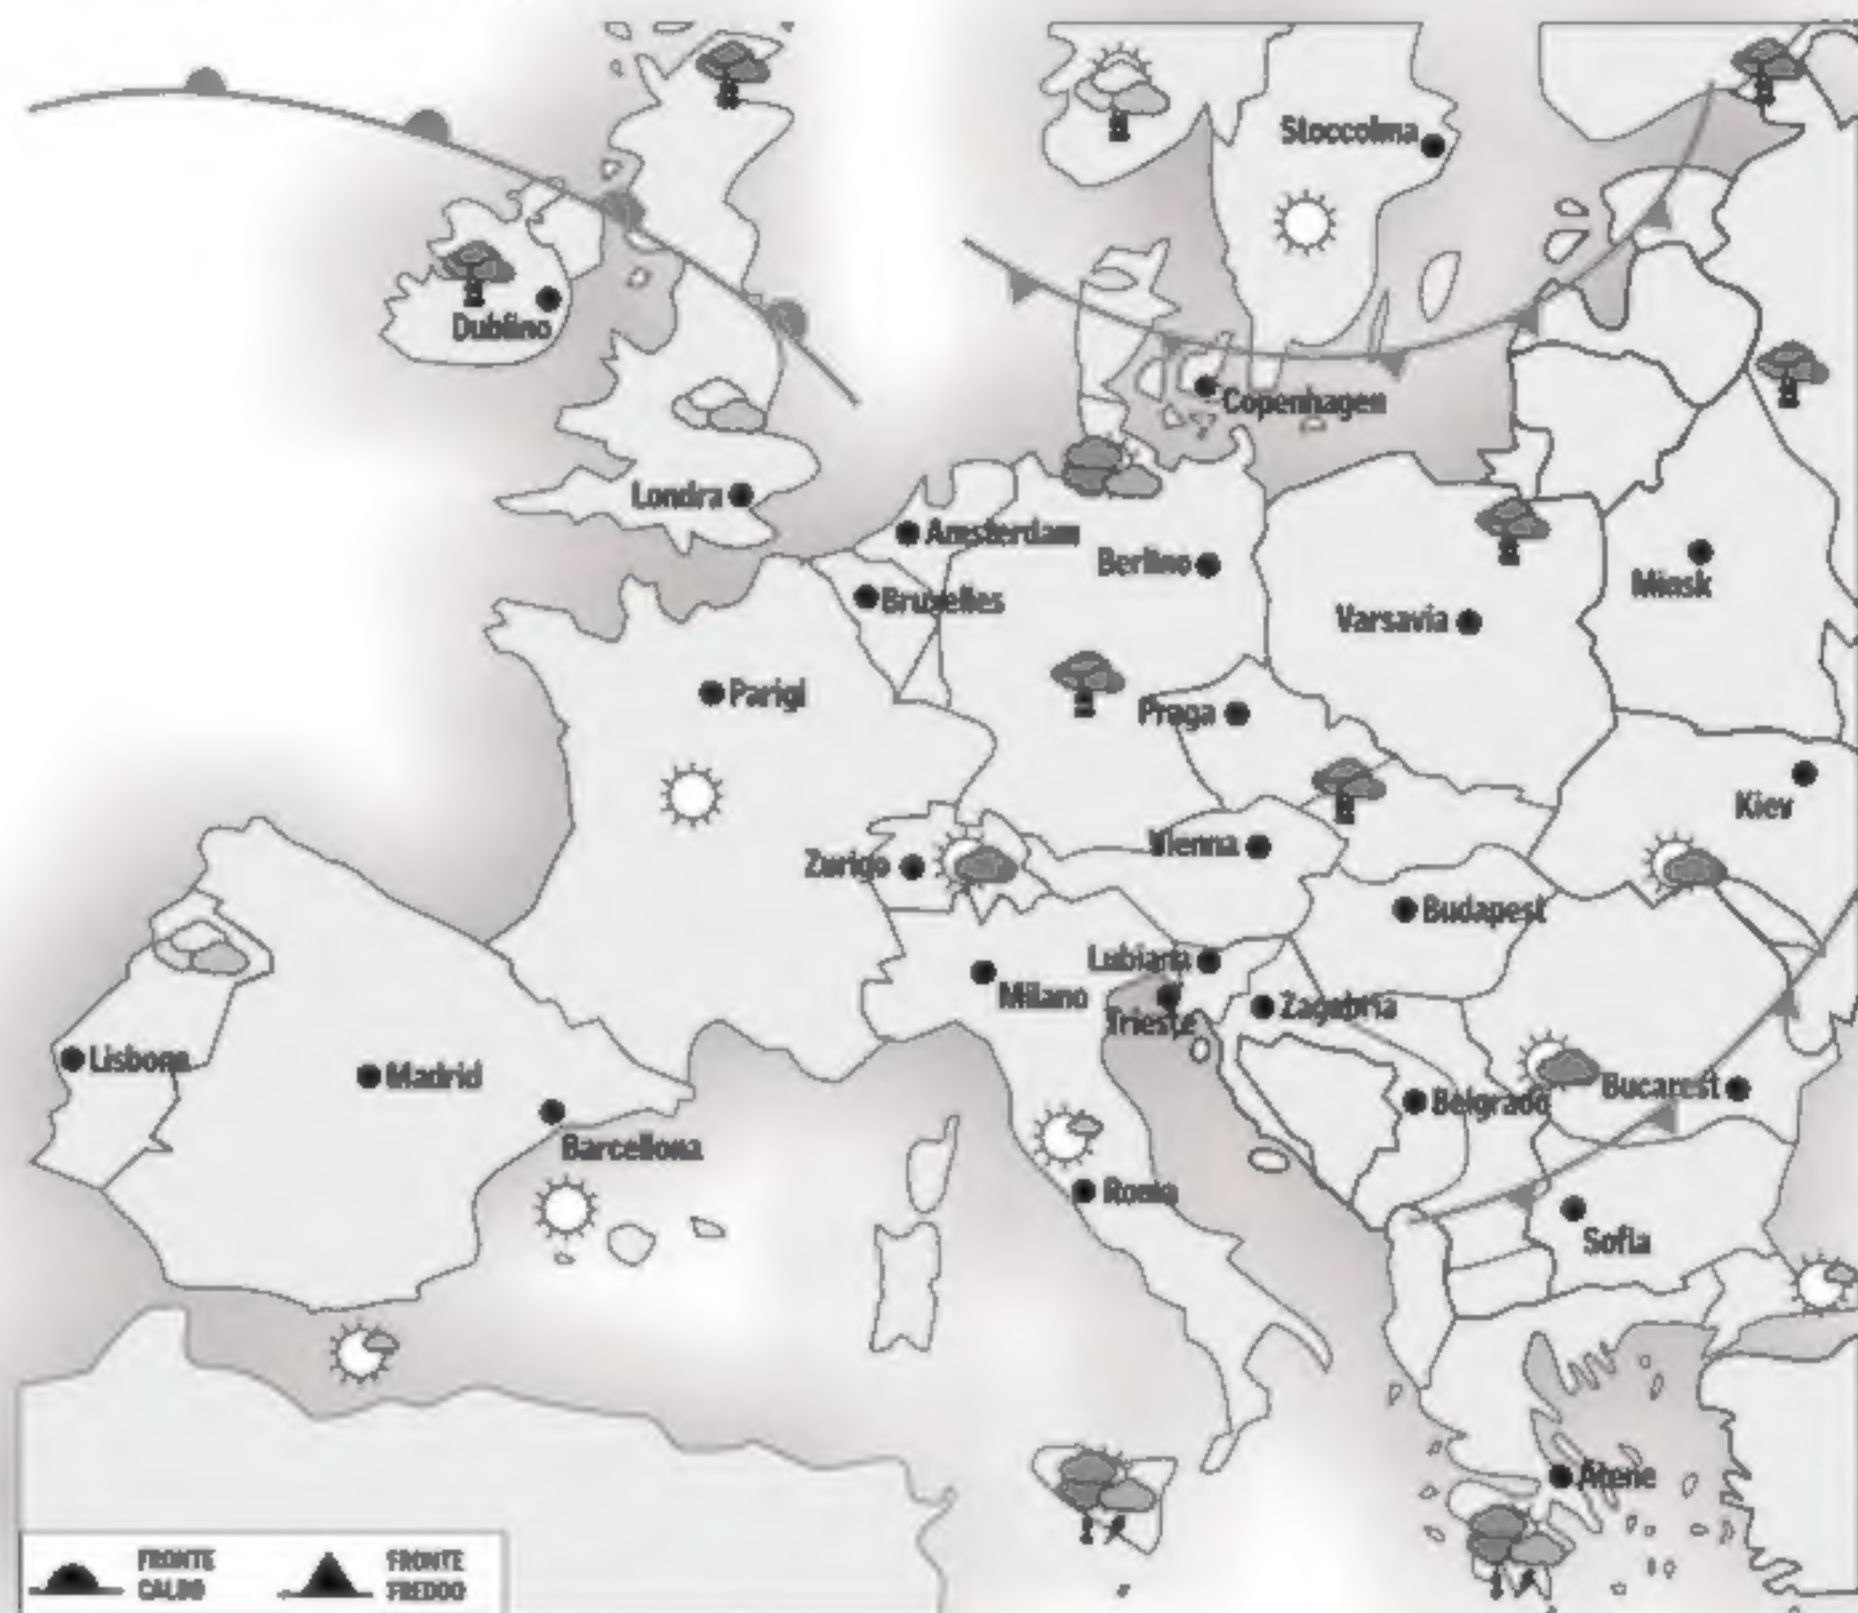 Stoccolma
Dublino
Copenhagen
Londra
Amsterdam
Berlino
Bruxelles
Minsk
Varsavia
Parigi
Praga
Kiev
Vienna
Zurigo
Budapest
Lubiana
Milano
Zagabria
Trieste
Lisbona
Madrid
Belgrado
Bucarest
Barcellona
Roma
Sofia
Atene
FRONTE
CALDO
FRONTE
FREDDO